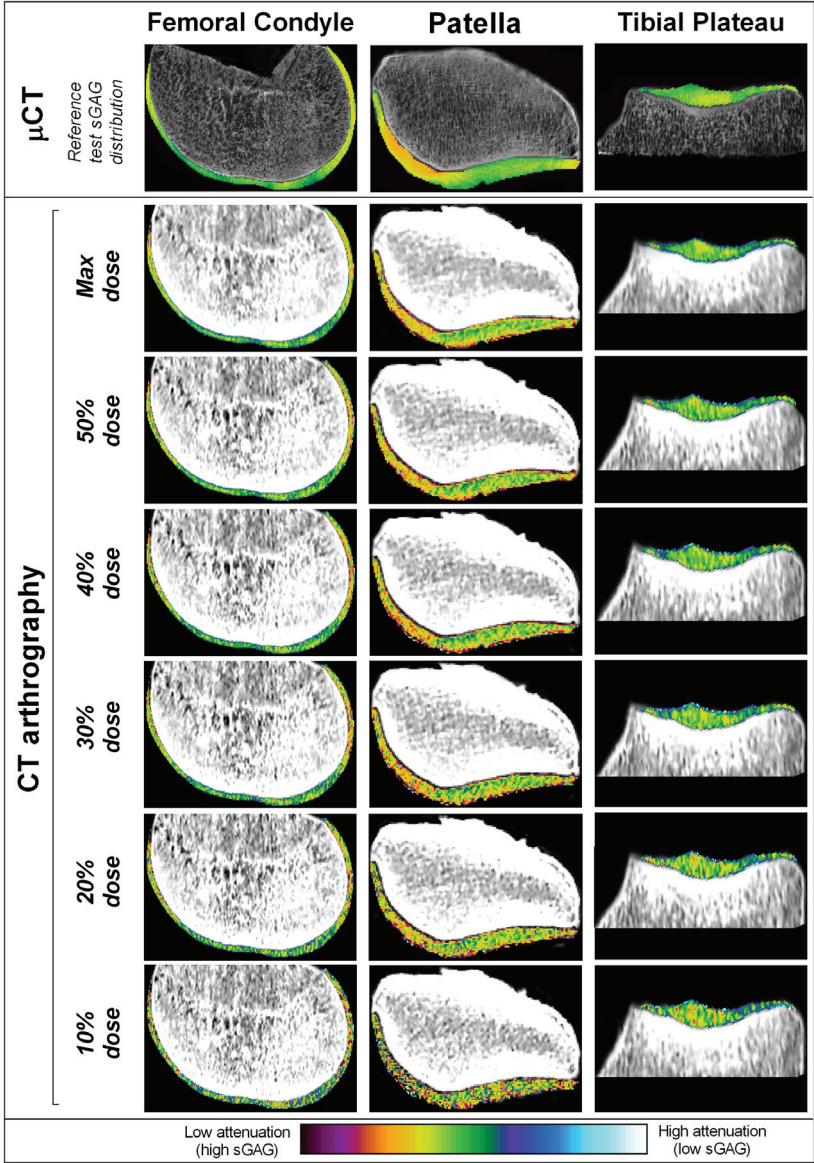 Femoral Condyle
Patella
Tibial Plateau
μCT
Reference
test sGAG
distribution
CT arthrography
Max
dose
50%
dose
40%
dose
30%
dose
20%
dose
10%
dose
Low attenuation
(high sGAG)
High attenuation
(low sGAG)